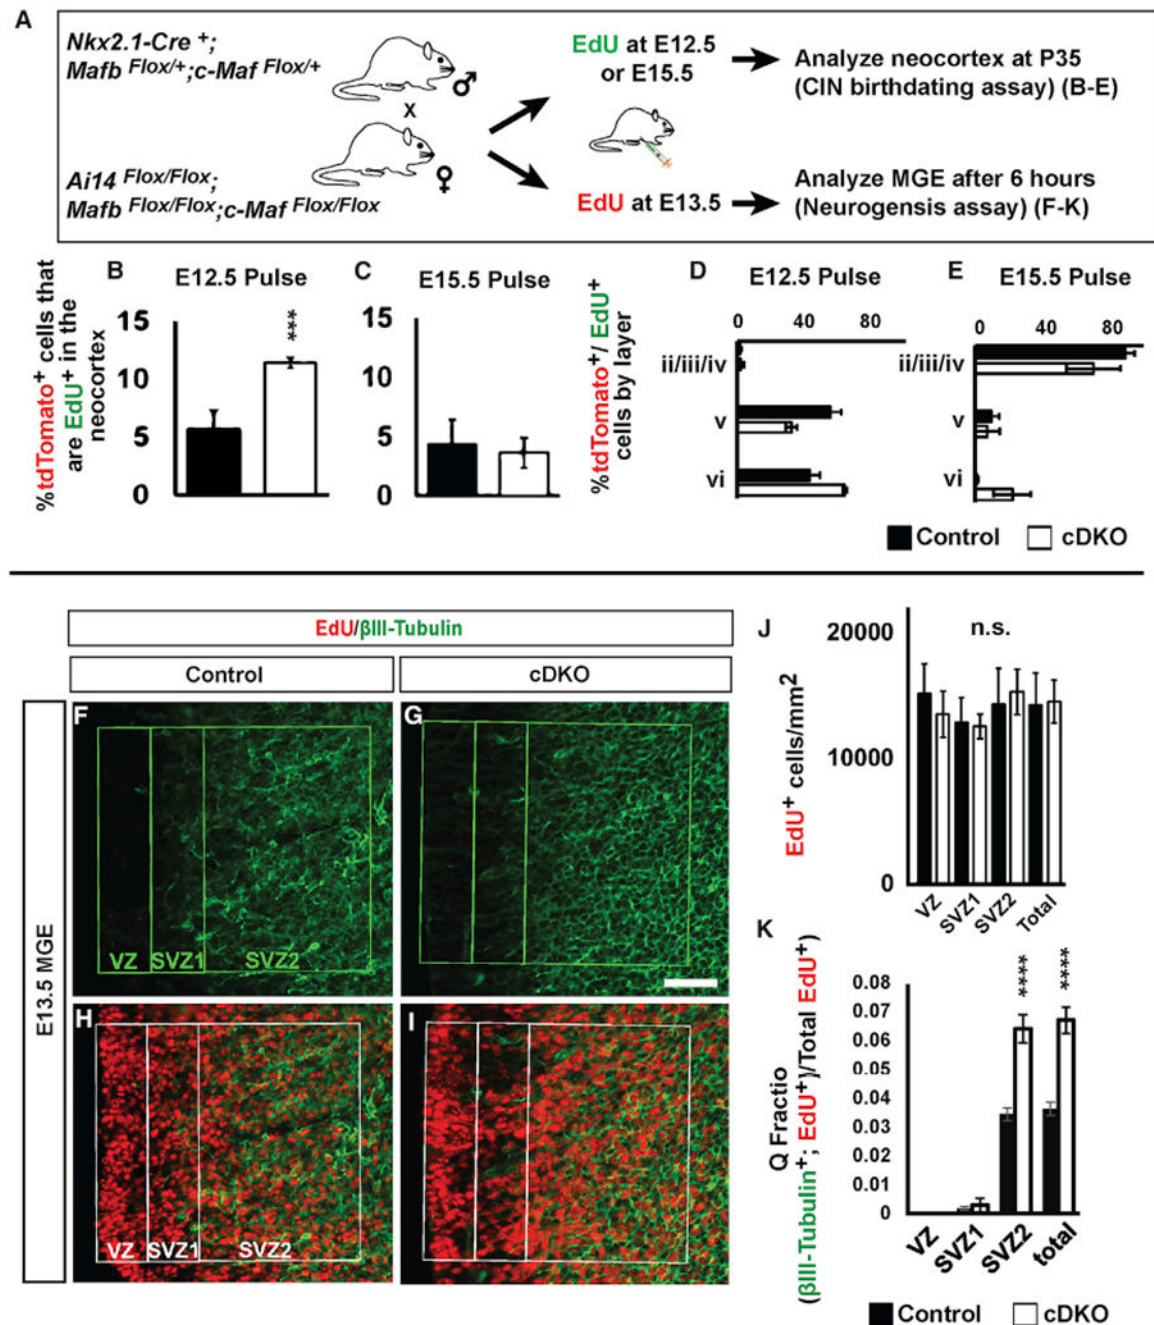 A
Nkx2.1-Cre +;
Mafb Flox/+;c-Maf Flox/+
♂
X
♀
Ai14 Flox/Flox;
Mafb Flox/Flox;c-Maf Flox/Flox
EdU at E12.5
or E15.5
Analyze neocortex at P35
(CIN birthdating assay) (B-E)
EdU at E13.5
Analyze MGE after 6 hours
(Neurogensis assay) (F-K)
%tdTomato+ cells that
are EdU+ in the
neocortex
B
E12.5 Pulse
15
10
5
0
***
C
E15.5 Pulse
15
10
5
0
%tdTomato+/ EdU+
cells by layer
D
E12.5 Pulse
0 40 80
ii/iii/iv
v
vi
E
E15.5 Pulse
0 40 80
ii/iii/iv
v
vi
Control cDKO
EdU/βIII-Tubulin
Control
cDKO
E13.5 MGE
F
VZ SVZ1 SVZ2
G
H
VZ SVZ1 SVZ2
I
J
n.s.
EdU+ cells/mm2
20000
10000
0
VZ SVZ1 SVZ2 Total
K
Q Fractio
(βIII-Tubulin+; EdU+)/Total EdU+)
0.08
0.07
0.06
0.05
0.04
0.03
0.02
0.01
0
****
****
VZ SVZ1 SVZ2 total
Control cDKO